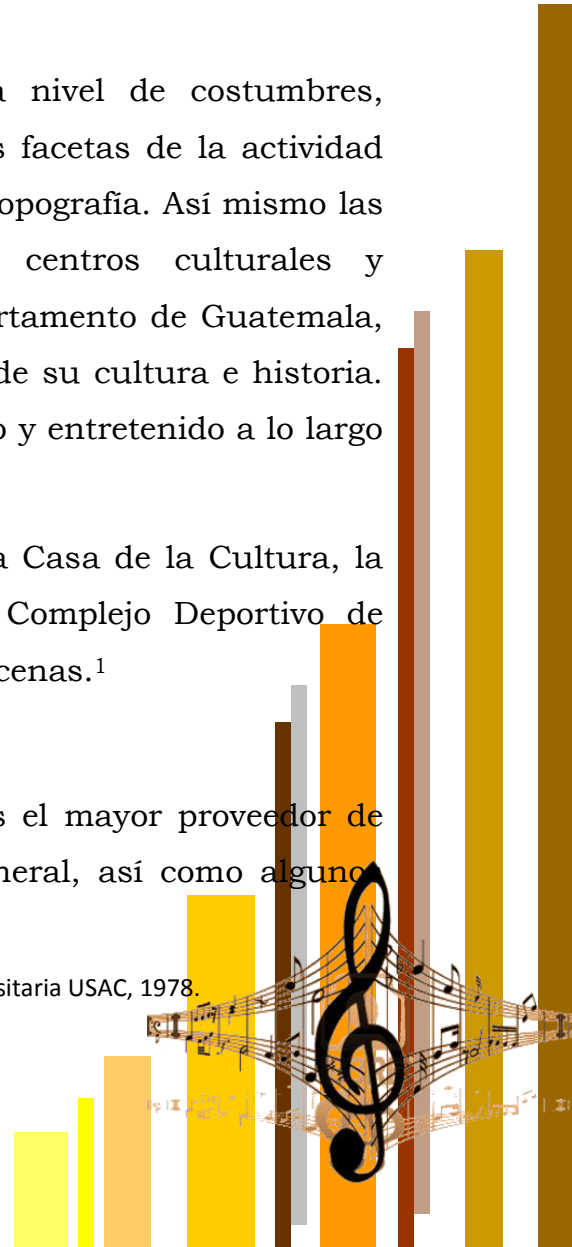 a nivel de costumbres,
s facetas de la actividad
opografía. Así mismo las
centros culturales y
rtamento de Guatemala,
de su cultura e historia.
o y entretenido a lo largo
a Casa de la Cultura, la
Complejo Deportivo de
cenas.¹
s el mayor proveedor de
neral, así como algunos
sitaria USAC, 1978.